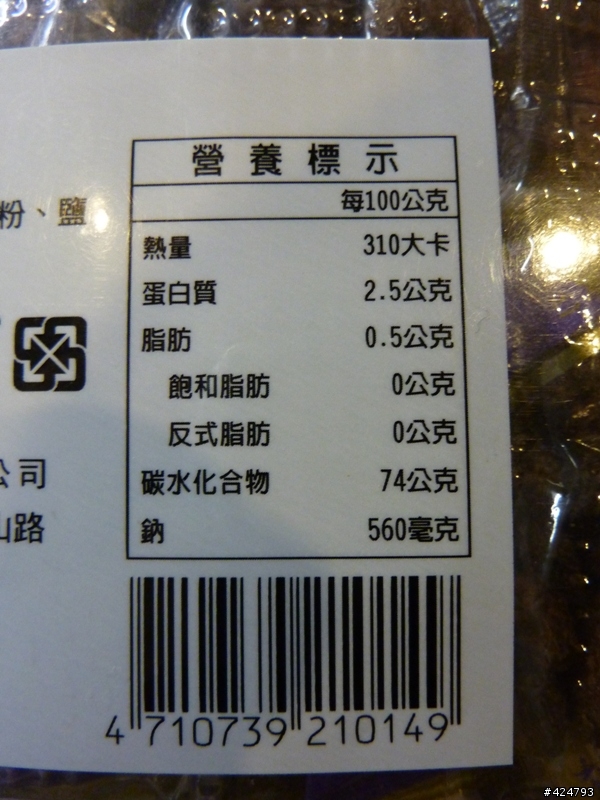 營養標示
每100公克
熱量 310大卡
蛋白質 2.5公克
脂肪 0.5公克
飽和脂肪 0公克
反式脂肪 0公克
碳水化合物 74公克
鈉 560毫克
粉、鹽
公司
山路
4 710739 210149
#424793